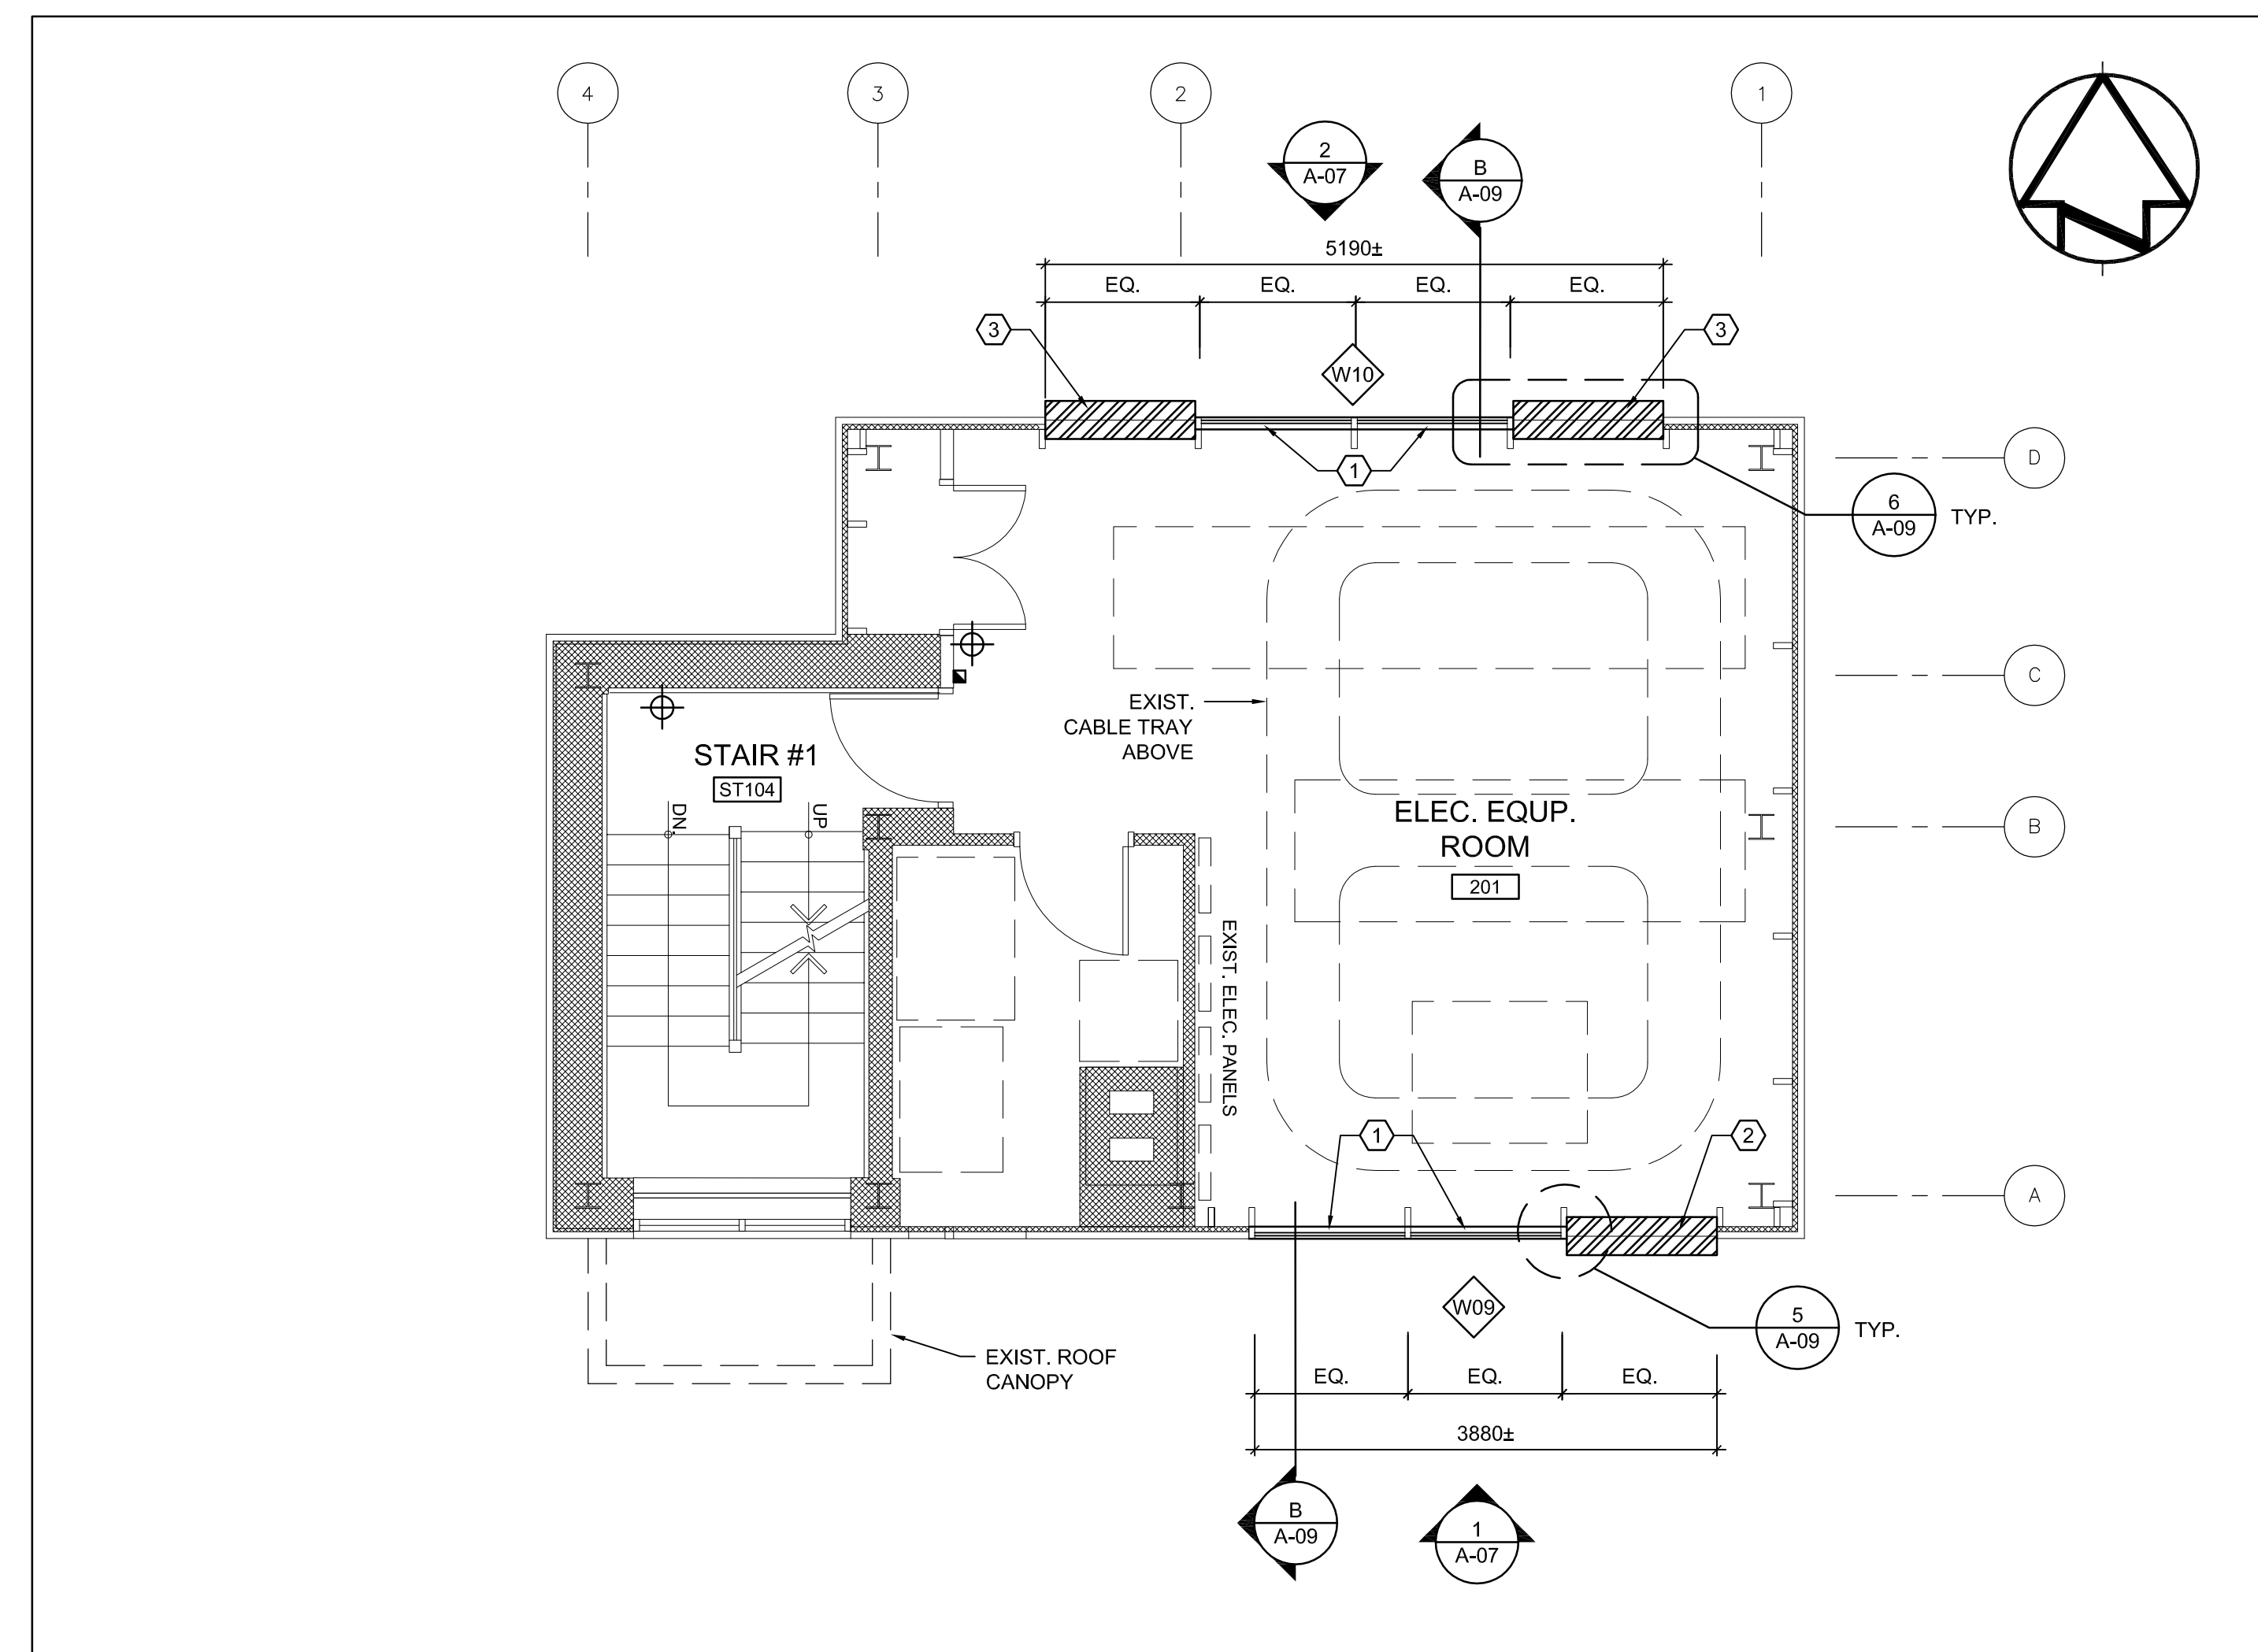 4
3
2
1
2
A-07
B
A-09
5190±
EQ.
EQ.
EQ.
EQ.
3
3
W10
1
D
6
A-09
TYP.
C
EXIST.
CABLE TRAY
ABOVE
STAIR #1
ST104
DN.
UP
ELEC. EQUP.
ROOM
201
B
EXIST. ELEC. PANELS
1
2
A
W09
5
A-09
TYP.
EXIST. ROOF
CANOPY
EQ.
EQ.
EQ.
3880±
B
A-09
1
A-07
N